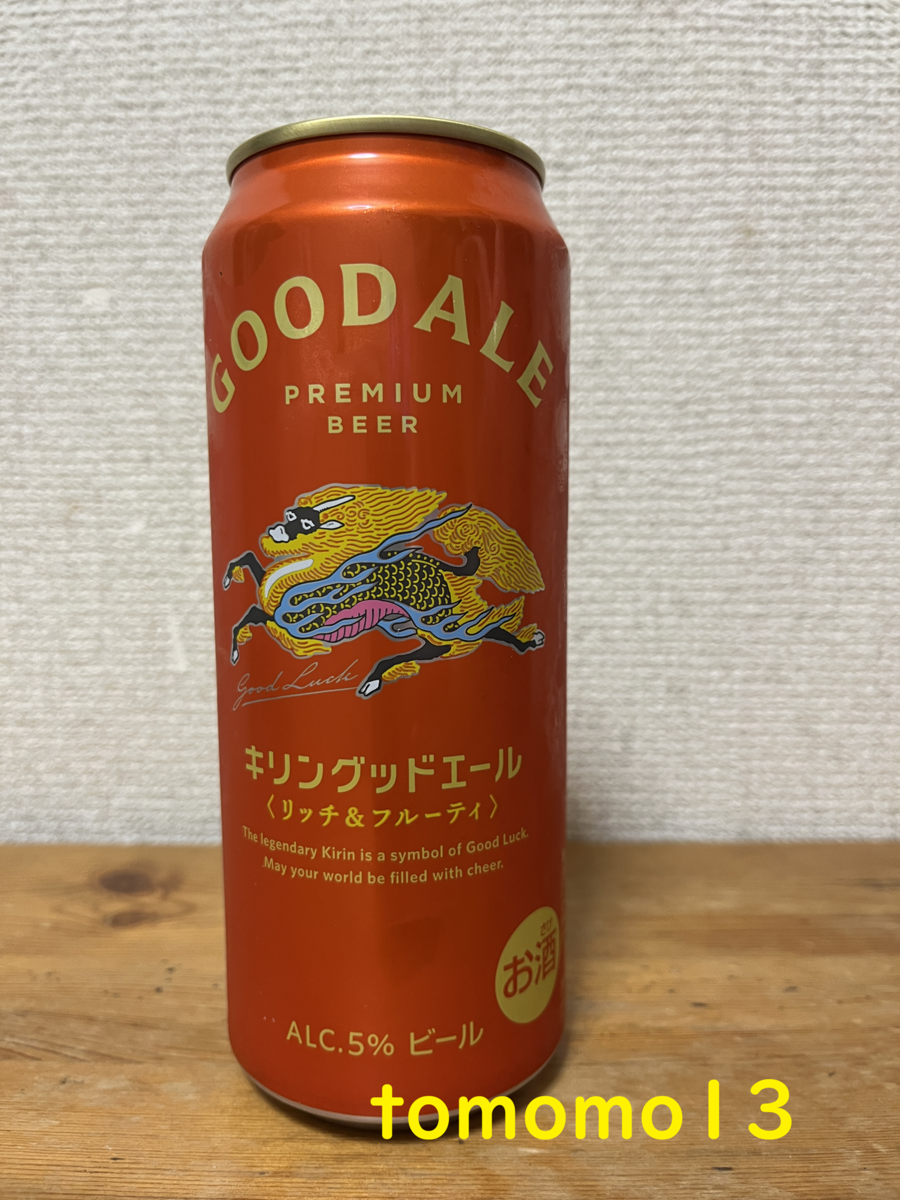 GOOD ALE
PREMIUM
BEER
Good Luck
キリングッドエール
〈リッチ&フルーティ〉
The legendary Kirin is a symbol of Good Luck.
May your world be filled with cheer.
さけ
お酒
ALC.5% ビール
tomomo13